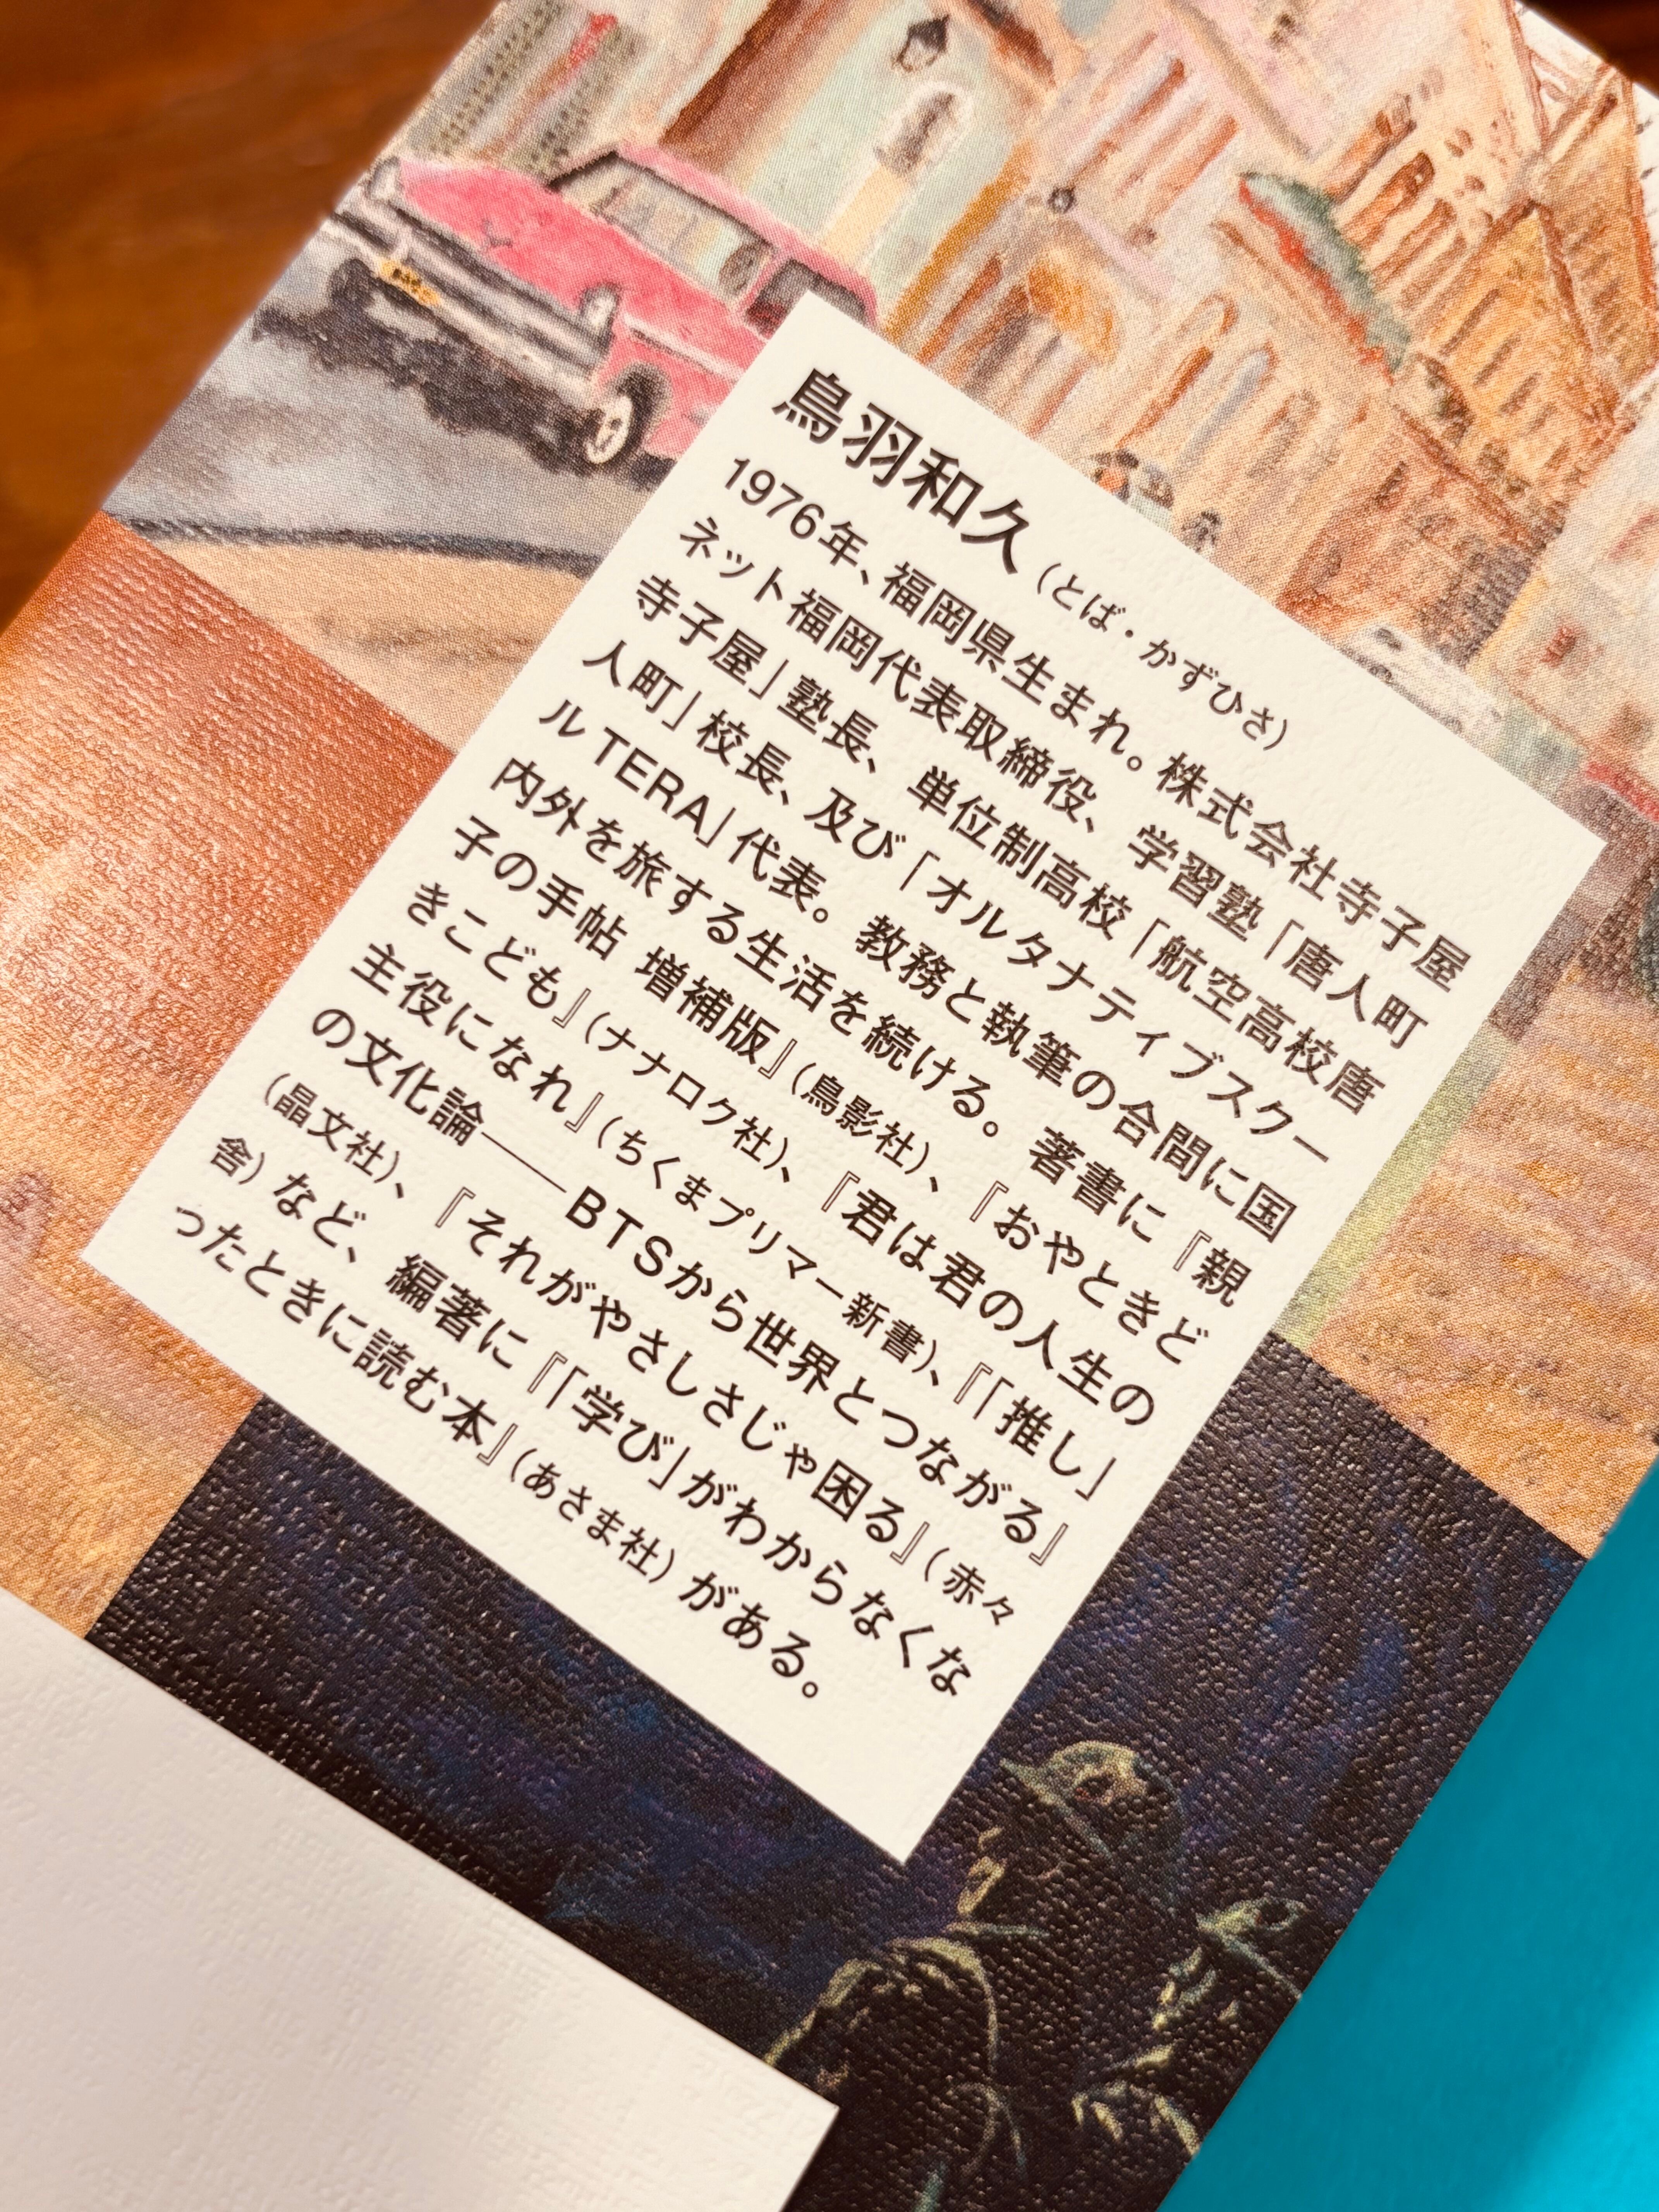 鳥羽和久（とば・かずひさ）
1976年、福岡県生まれ。株式会社寺子屋
ネット福岡代表取締役、学習塾「唐人町
寺子屋」塾長、単位制高校「航空高校唐
人町」校長、及び「オルタナティブスクー
ルTERA」代表。教務と執筆の合間に国
内外を旅する生活を続ける。著書に『親
子の手帖 増補版』（鳥影社）、『おやときど
きこども』（ナナロク社）、『君は君の人生の
主役になれ』（ちくまプリマー新書）、『「推し」
の文化論――BTSから世界とつながる』
（晶文社）、『それがやさしさじゃ困る』（赤々
舎）など、編著に『「学び」がわからなくな
ったときに読む本』（あさま社）がある。